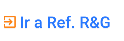 Ir a Ref. R&G